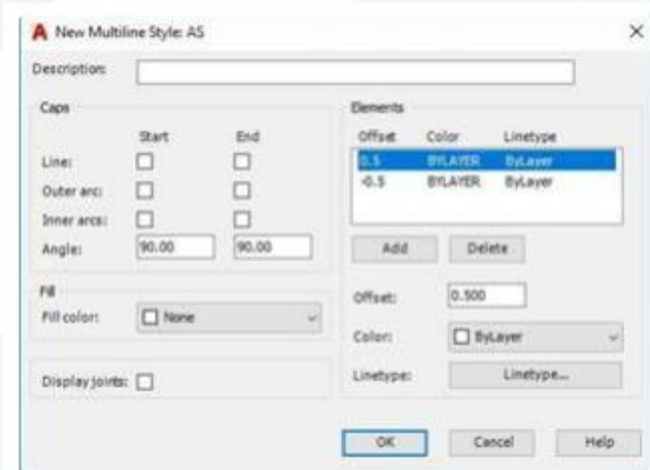 New Multiline Style: AS
Description:
Caps
Start End
Line:
Outer arc:
Inner arcs:
Angle: 90.00 90.00
Fill
Fill color: None
Display joints:
Elements
Offset Color Linetype
0.5 BYLAYER ByLayer
-0.5 BYLAYER ByLayer
Add Delete
Offset: 0.500
Color: ByLayer
Linetype: Linetype...
OK Cancel Help